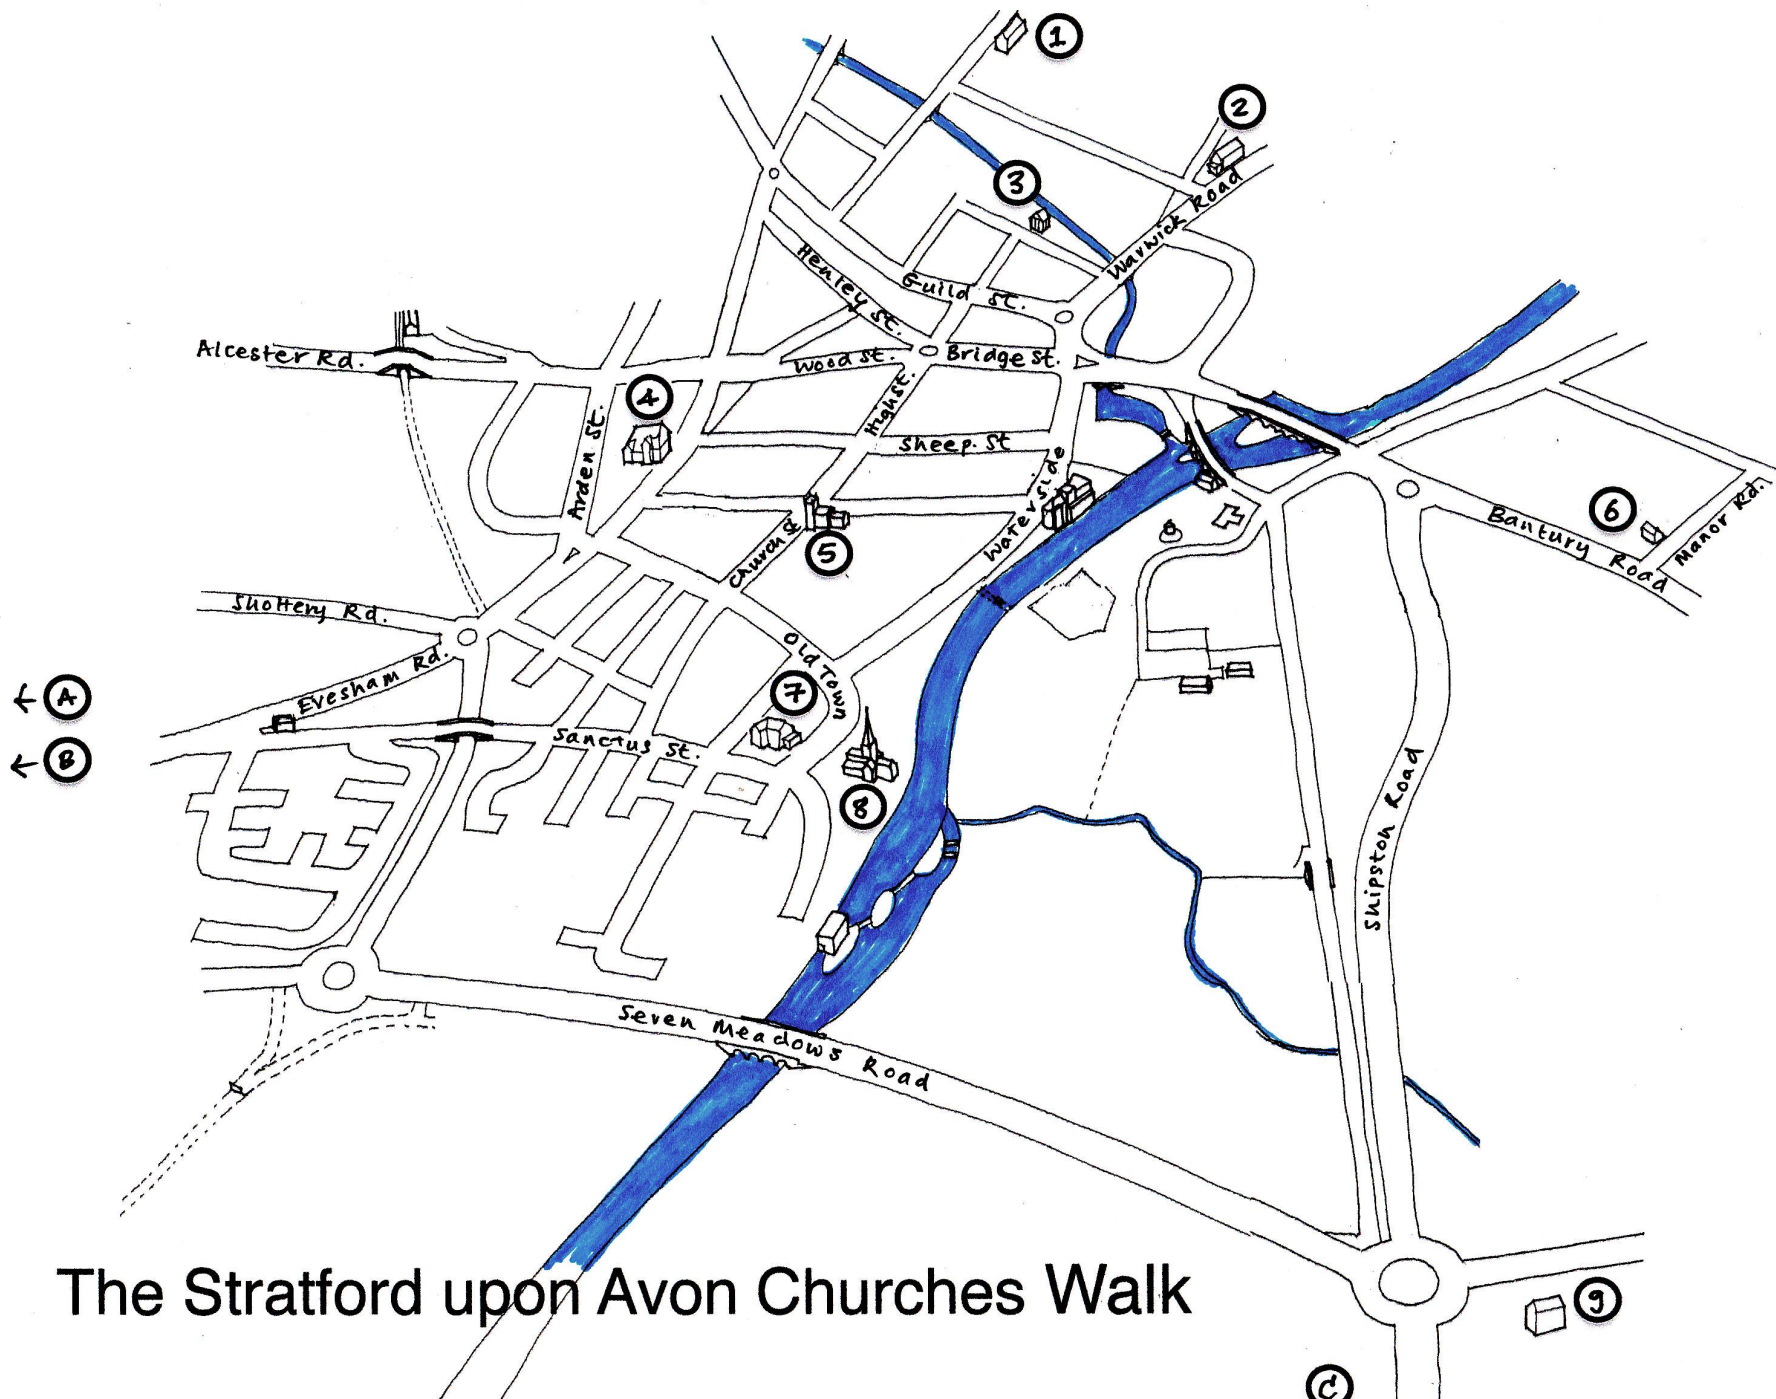 1
2
3
Warwick Road
Henley St.
Guild St.
Alcester Rd.
Wood St.
Bridge St.
4
High St.
Arden St.
Sheep. St
Waterside
6
Manor Rd.
Church St
5
Bantury Road
Shottery Rd.
Old Town
Evesham Rd.
← A
7
Sanctus St.
← B
8
Shipston Road
Seven Meadows Road
The Stratford upon Avon Churches Walk
9
C